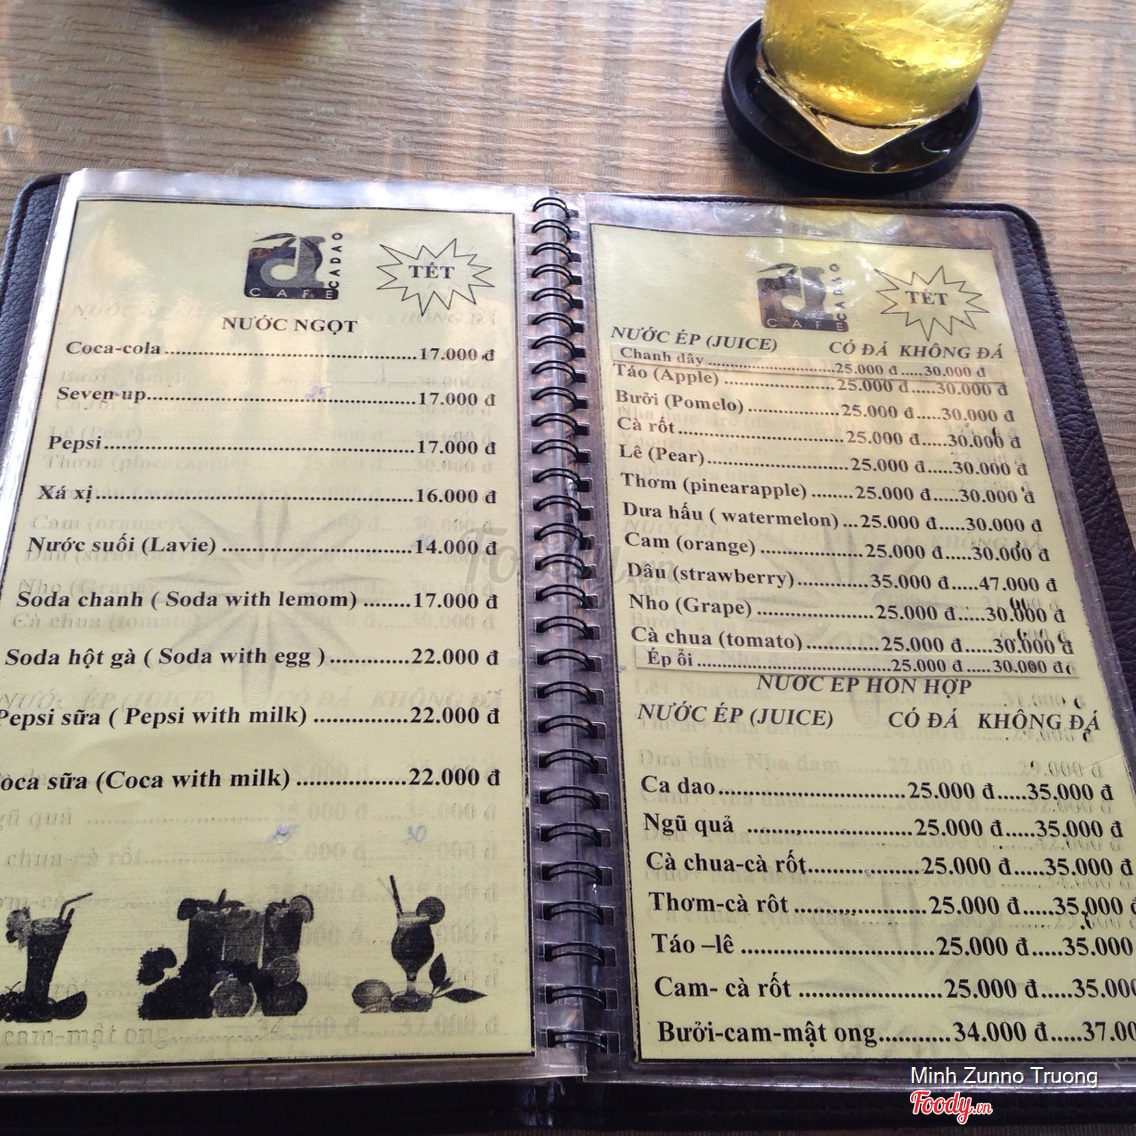 CAFE CADAO
TẾT
NƯỚC NGỌT
Coca-cola ........ 17.000 đ
Seven up........ 17.000 đ
Pepsi........ 17.000 đ
Xá xị........ 16.000 đ
Nước suối (Lavie) ........ 14.000 đ
Soda chanh ( Soda with lemom) ........ 17.000 đ
Soda hột gà ( Soda with egg )........ 22.000 đ
Pepsi sữa ( Pepsi with milk) ........ 22.000 đ
oca sữa (Coca with milk) ........ 22.000 đ
CAFE CADAO
TẾT
NƯỚC ÉP (JUICE) CÓ ĐÁ KHÔNG ĐÁ
Chanh dây ........ 25.000 đ .....30.000 đ
Táo (Apple) ........ 25.000 đ .....30.000 đ
Bưởi (Pomelo) ........ 25.000 đ.....30.000 đ
Cà rốt ........ 25.000 đ.....30.000 đ
Lê (Pear)........ 25.000 đ.....30.000 đ
Thơm (pinearapple) ........ 25.000 đ.....30.000 đ
Dưa hấu ( watermelon) ...25.000 đ.....30.000 đ
Cam (orange) ........ 25.000 đ.....30.000 đ
Dâu (strawberry) ........ 35.000 đ.....47.000 đ
Nho (Grape) ........ 25.000 đ.....30.000 đ
Cà chua (tomato) ........ 25.000 đ.....30.000 đ
Ép ổi ........ 25.000 đ.....30.000 đ
NƯỚC ÉP HỖN HỢP
NƯỚC ÉP (JUICE) CÓ ĐÁ KHÔNG ĐÁ
Ca dao........ 25.000 đ.....35.000 đ
Ngũ quả ........ 25.000 đ.....35.000 đ
Cà chua-cà rốt........ 25.000 đ.....35.000 đ
Thơm-cà rôt ........ 25.000 đ.....35.000
Táo –lê ........ 25.000 đ.....35.000
Cam- cà rốt ........ 25.000 đ.....35.00
Bưởi-cam-mật ong........ 34.000 đ.....37.00
Minh Zunno Truong
Foody.vn